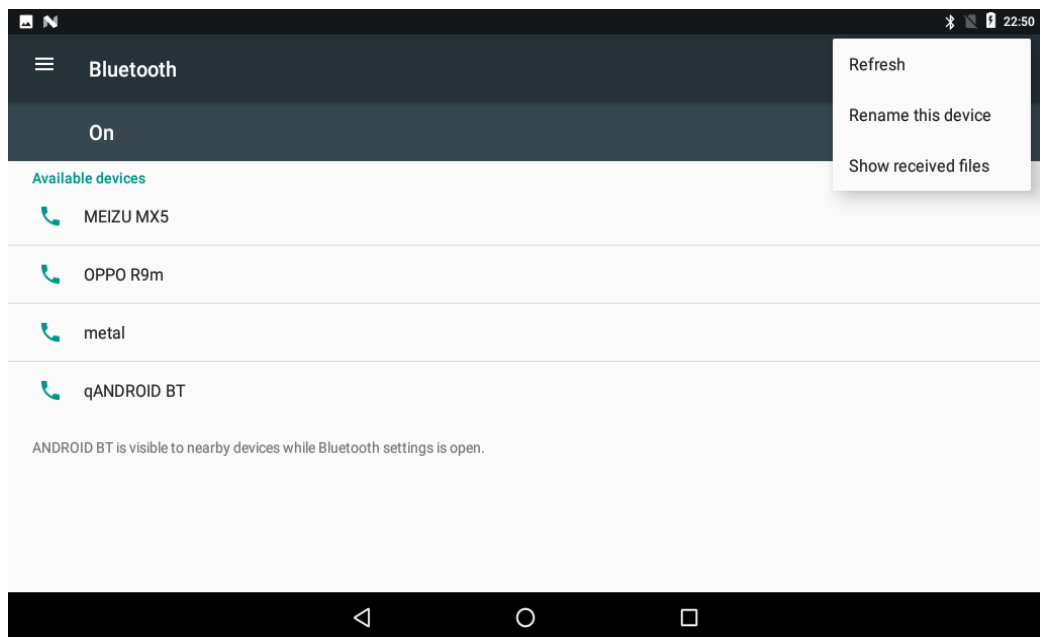 22:50
Bluetooth
Refresh
Rename this device
On
Show received files
Available devices
MEIZU MX5
OPPO R9m
metal
qANDROID BT
ANDROID BT is visible to nearby devices while Bluetooth settings is open.